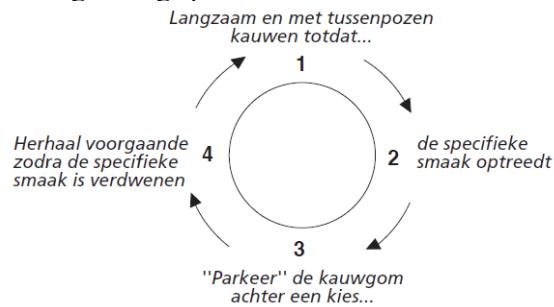 Langzaam en met tussenpozen
kauwen totdat...
1
2
de specifieke
smaak optreedt
3
"Parkeer" de kauwgom
achter een kies...
4
Herhaal voorgaande
zodra de specifieke
smaak is verdwenen